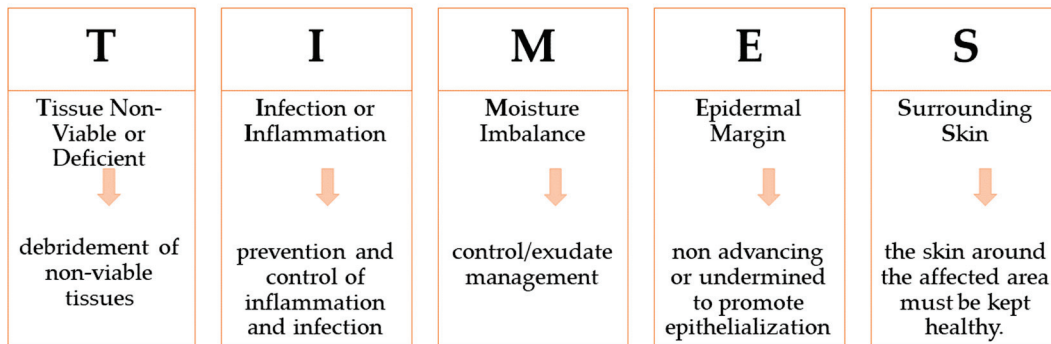 T
Tissue Non-
Viable or
Deficient
debridement of
non-viable
tissues
I
Infection or
Inflammation
prevention and
control of
inflammation
and infection
M
Moisture
Imbalance
control/exudate
management
E
Epidermal
Margin
non advancing
or undermined
to promote
epithelialization
S
Surrounding
Skin
the skin around
the affected area
must be kept
healthy.